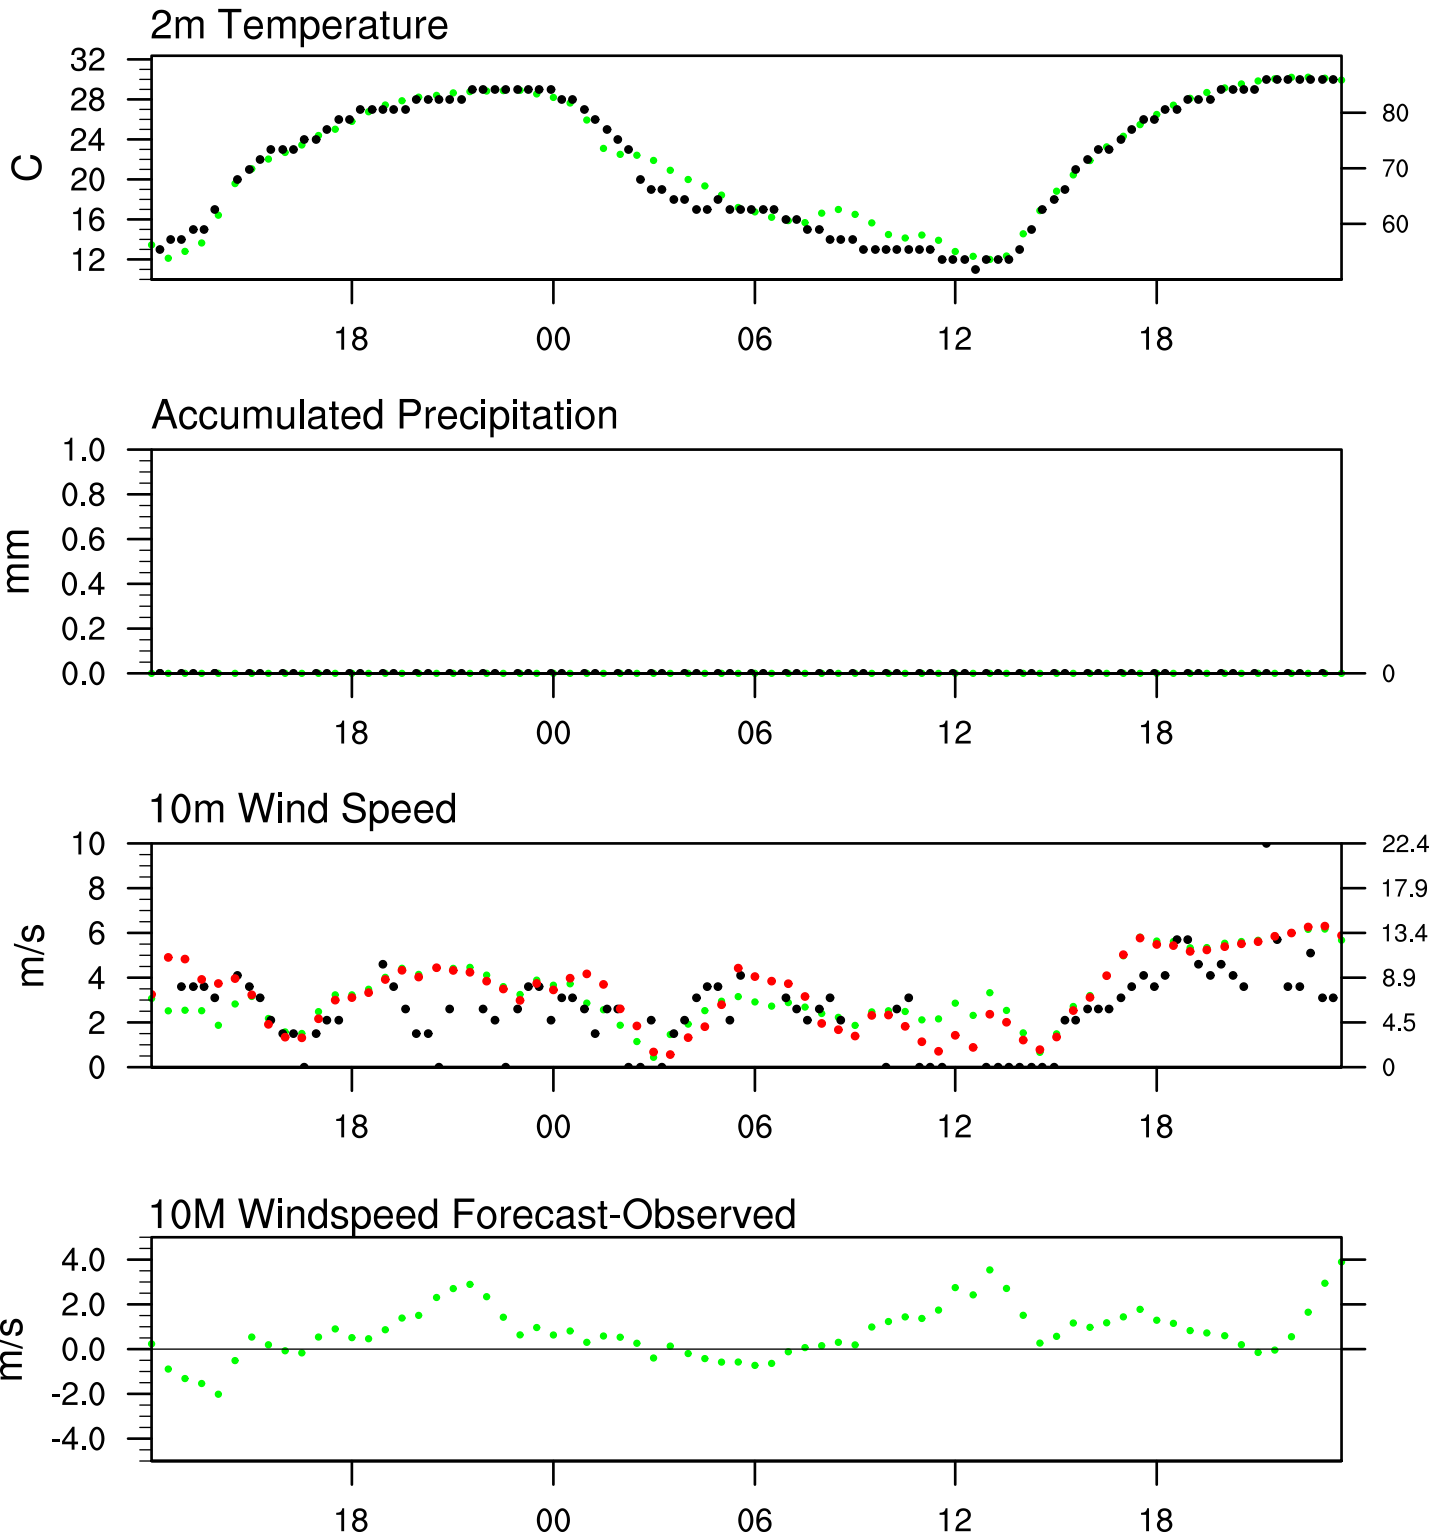 2m Temperature
32
28
24
20
16
12
C
80
70
60
18 00 06 12 18
Accumulated Precipitation
1.0
0.8
0.6
0.4
0.2
0.0
mm
0
18 00 06 12 18
10m Wind Speed
10
8
6
4
2
0
m/s
22.4
17.9
13.4
8.9
4.5
0
18 00 06 12 18
10M Windspeed Forecast-Observed
4.0
2.0
0.0
-2.0
-4.0
m/s
18 00 06 12 18